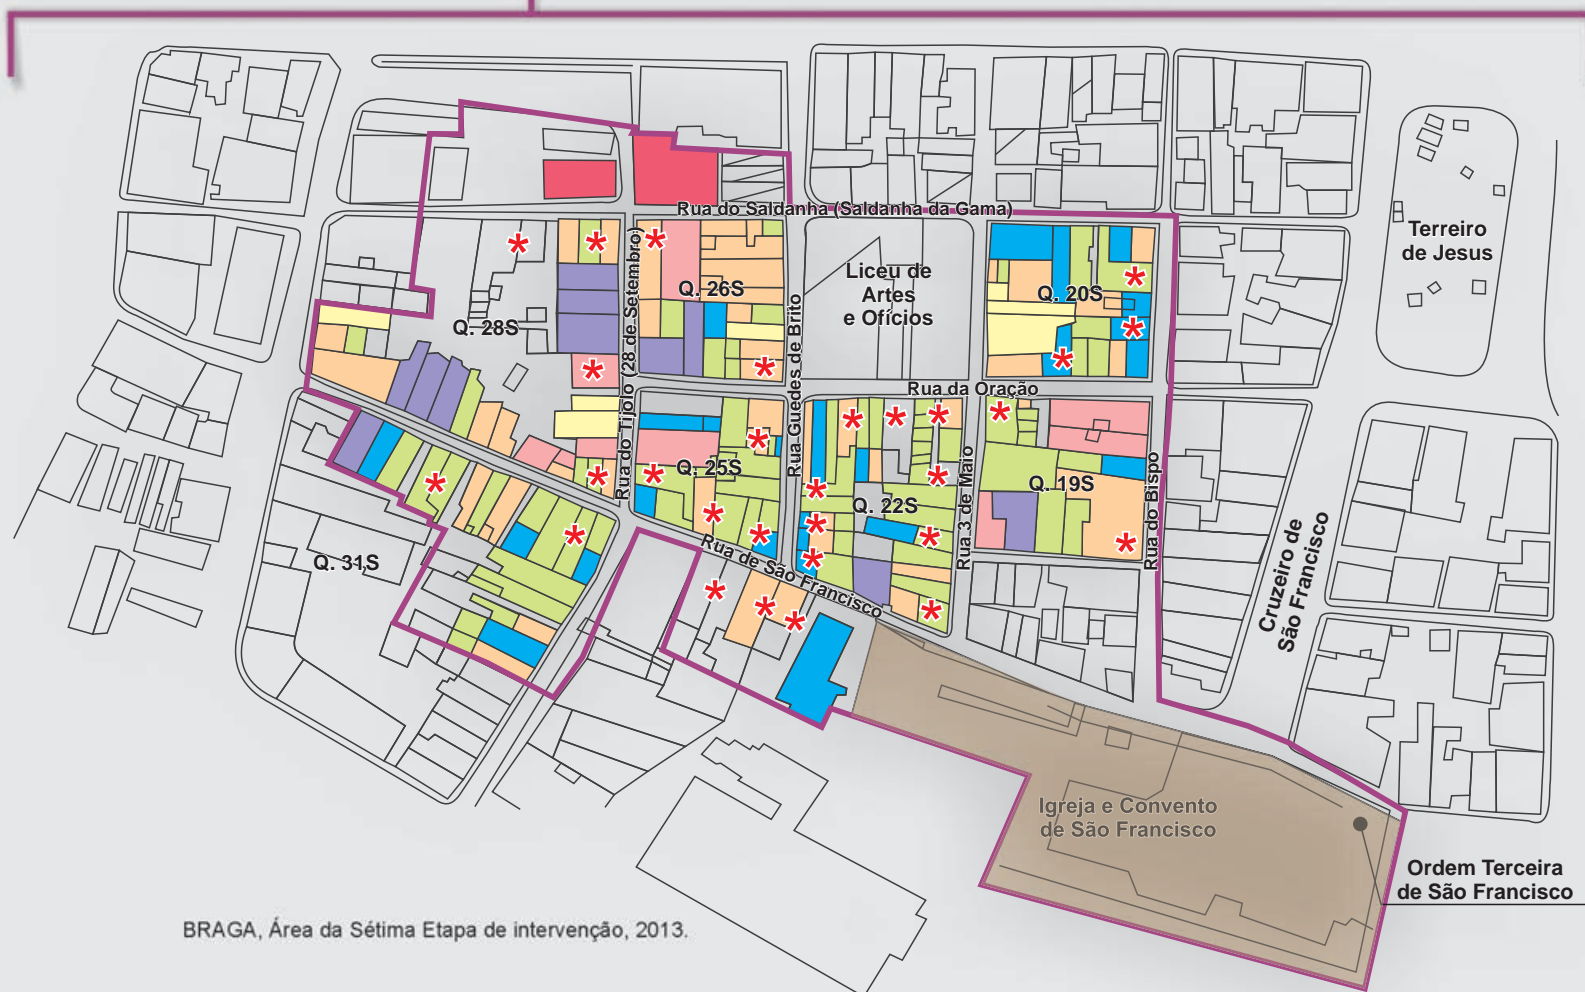 Rua do Saldanha (Saldanha da Gama)
Terreiro
de Jesus
Liceu de
Artes
e Ofícios
Q. 26S
Q. 20S
Q. 28S
Rua do Tijolo (28 de Setembro)
Rua Guedes de Brito
Rua da Oração
Q. 25S
Q. 22S
Q. 19S
Rua 3 de Maio
Rua do Bispo
Cruzeiro de
São Francisco
Q. 31S
Rua de São Francisco
Igreja e Convento
de São Francisco
Ordem Terceira
de São Francisco
BRAGA, Área da Sétima Etapa de intervenção, 2013.